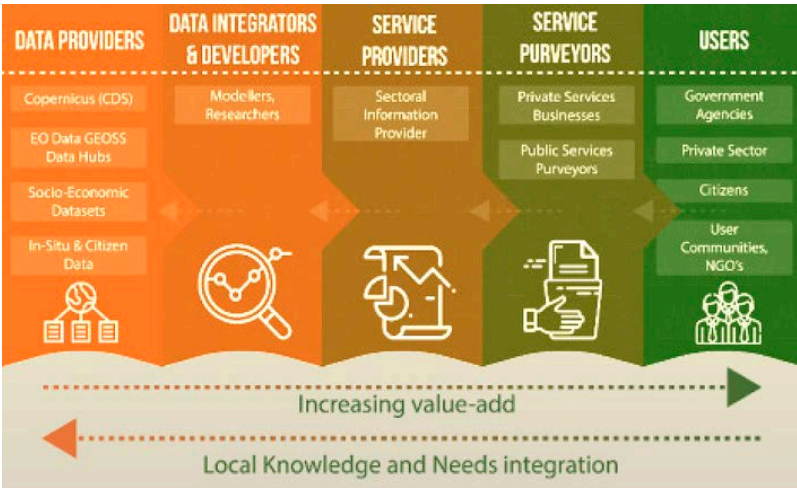 DATA PROVIDERS
Copernicus (CDS)
EO Data GEOSS
Data Hubs
Socio-Economic
Datasets
In-Situ & Citizen
Data
DATA INTEGRATORS
& DEVELOPERS
Modellers,
Researchers
SERVICE
PROVIDERS
Sectoral
Information
Provider
SERVICE
PURVEYORS
Private Services
Businesses
Public Services
Purveyors
USERS
Government
Agencies
Private Sector
Citizens
User
Communities,
NGO's
Increasing value-add
Local Knowledge and Needs integration